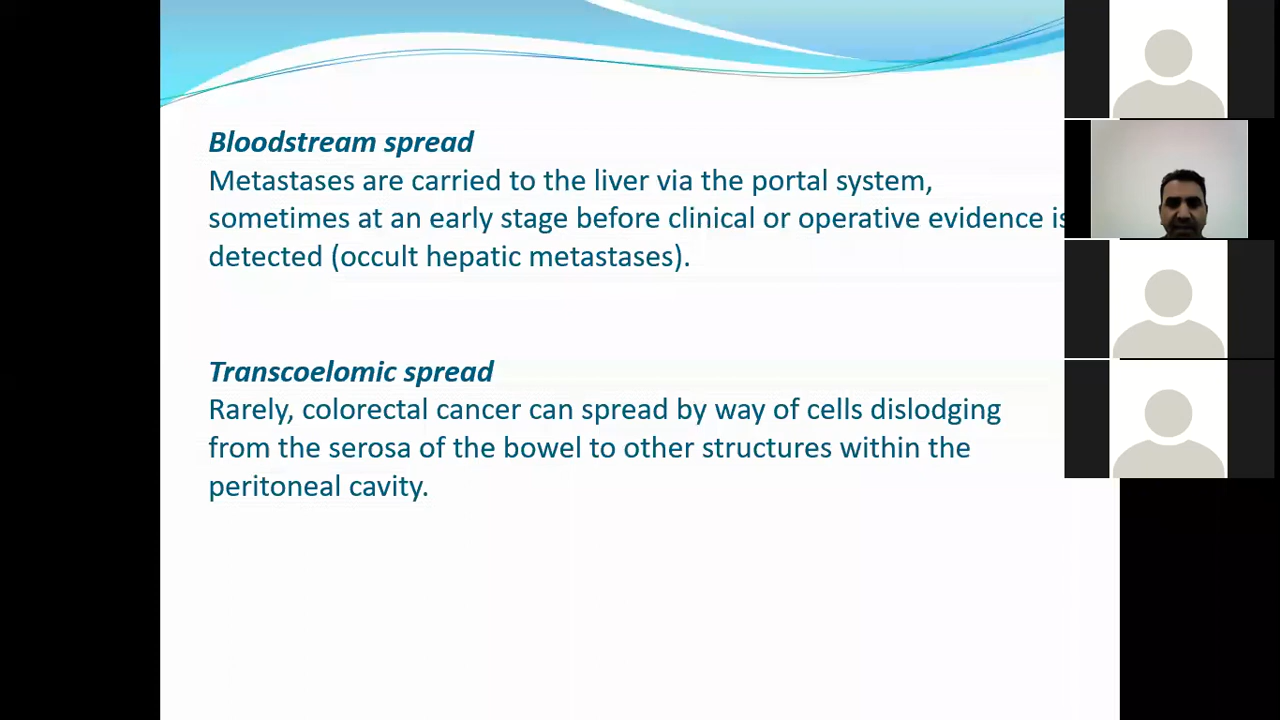 Bloodstream spread
Metastases are carried to the liver via the portal system,
sometimes at an early stage before clinical or operative evidence is
detected (occult hepatic metastases).
Transcoelomic spread
Rarely, colorectal cancer can spread by way of cells dislodging
from the serosa of the bowel to other structures within the
peritoneal cavity.